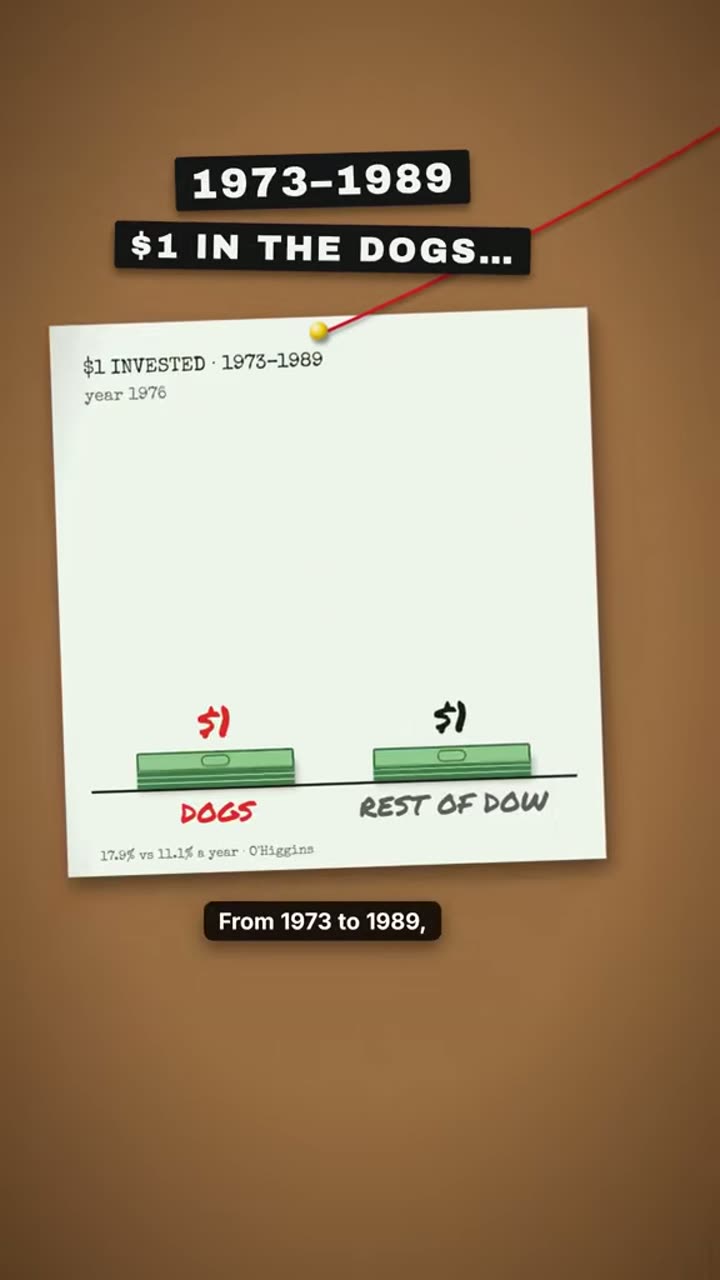 1973–1989
$1 IN THE DOGS...
$1 INVESTED · 1973–1989
year 1976
$1
$1
DOGS
REST OF DOW
17.9% vs 11.1% a year · O'Higgins
From 1973 to 1989,